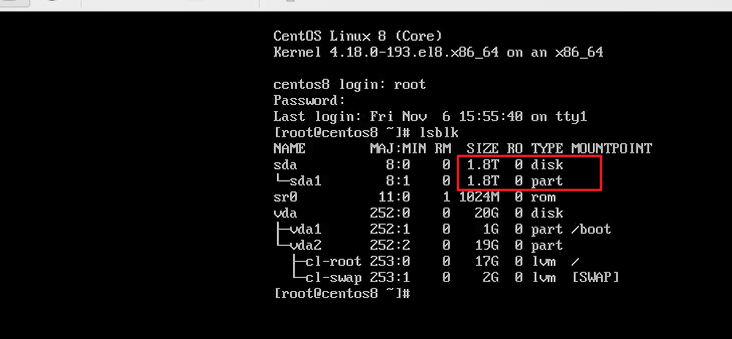 CentOS Linux 8 (Core)
Kernel 4.18.0-193.el8.x86_64 on an x86_64
centos8 login: root
Password:
Last login: Fri Nov  6 15:55:40 on tty1
[root@centos8 ~]# lsblk
NAME        MAJ:MIN RM  SIZE RO TYPE MOUNTPOINT
sda           8:0    0  1.8T  0 disk
└─sda1        8:1    0  1.8T  0 part
sr0          11:0    1 1024M  0 rom
vda         252:0    0   20G  0 disk
├─vda1      252:1    0    1G  0 part /boot
└─vda2      252:2    0   19G  0 part
  ├─cl-root 253:0    0   17G  0 lvm  /
  └─cl-swap 253:1    0    2G  0 lvm  [SWAP]
[root@centos8 ~]#